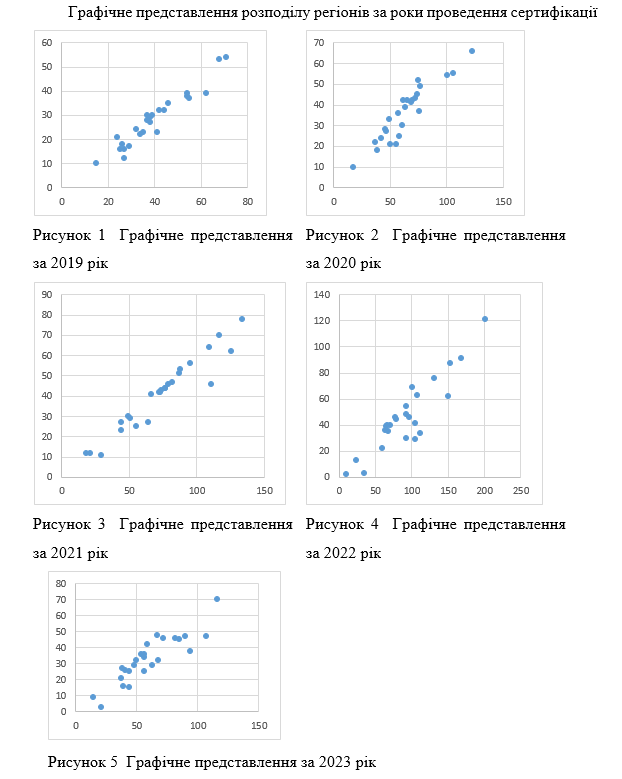 Графічне представлення розподілу регіонів за роки проведення сертифікації
60
50
40
30
20
10
0
0 20 40 60 80
70
60
50
40
30
20
10
0
0 50 100 150
Рисунок 1 Графічне представлення
за 2019 рік
Рисунок 2 Графічне представлення
за 2020 рік
90
80
70
60
50
40
30
20
10
0
0 50 100 150
140
120
100
80
60
40
20
0
0 50 100 150 200 250
Рисунок 3 Графічне представлення
за 2021 рік
Рисунок 4 Графічне представлення
за 2022 рік
80
70
60
50
40
30
20
10
0
0 50 100 150
Рисунок 5 Графічне представлення за 2023 рік